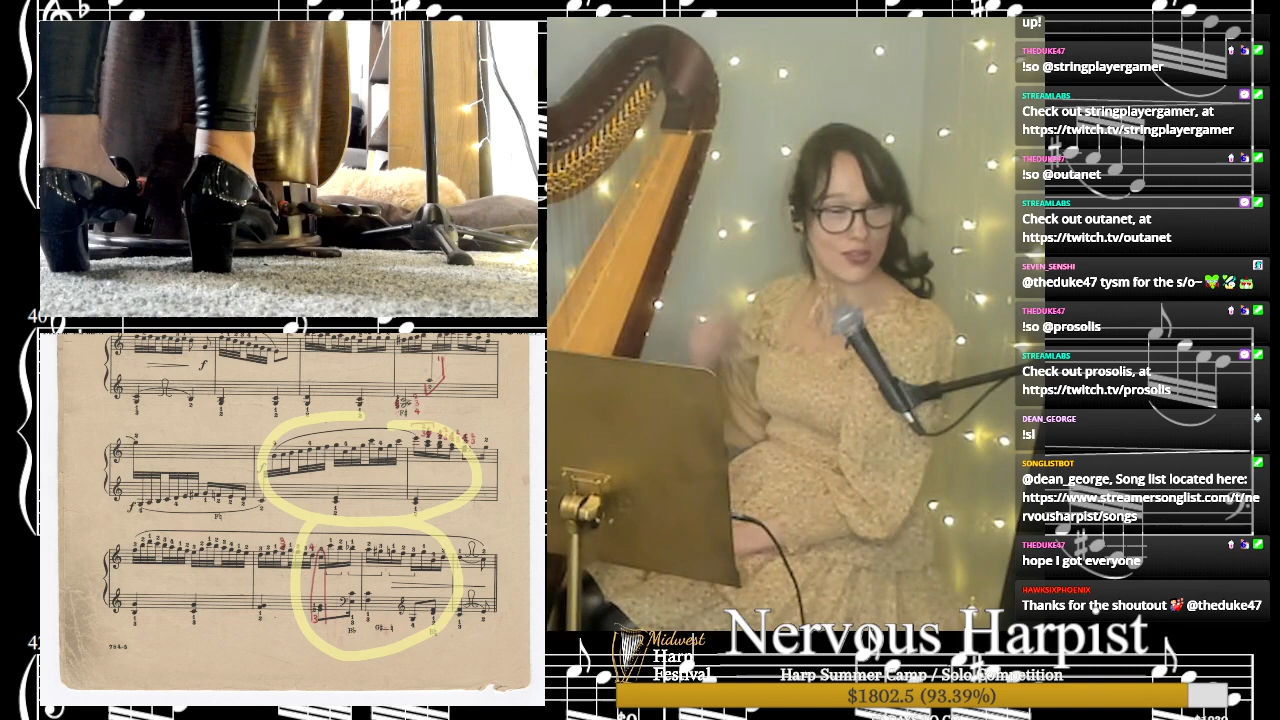 up!
THEDUKE47
!so @stringplayergamer
STREAMLABS
Check out stringplayergamer, at
https://twitch.tv/stringplayergamer
THEDUKE47
!so @outanet
STREAMLABS
Check out outanet, at
https://twitch.tv/outanet
SEVEN_SENSHI
@theduke47 tysm for the s/o~
THEDUKE47
!so @prosolis
STREAMLABS
Check out prosolis, at
https://twitch.tv/prosolis
DEAN_GEORGE
!sl
SONGLISTBOT
@dean_george, Song list located here:
https://www.streamersonglist.com/t/ne
rvousharpist/songs
THEDUKE47
hope I got everyone
HAWKSIXPHOENIX
Thanks for the shoutout @theduke47
Nervous Harpist
Midwest
Harp
Festival
Harp Summer Camp / Solo Competition
$1802.5 (93.39%)